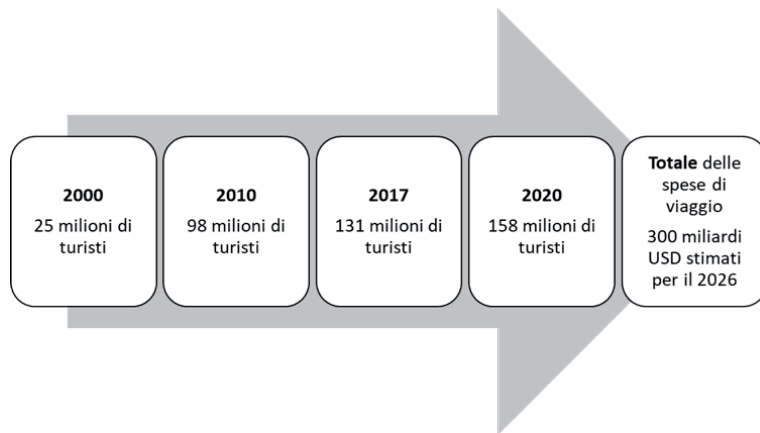 2000
25 milioni di
turisti
2010
98 milioni di
turisti
2017
131 milioni di
turisti
2020
158 milioni di
turisti
Totale delle
spese di
viaggio
300 miliardi
USD stimati
per il 2026